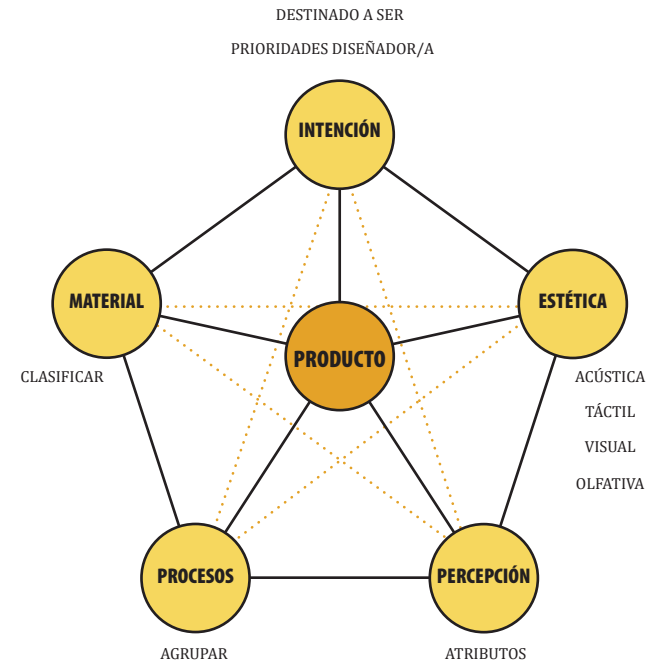 DESTINADO A SER
PRIORIDADES DISEÑADOR/A
INTENCIÓN
MATERIAL
ESTÉTICA
PRODUCTO
CLASIFICAR
ACÚSTICA
TÁCTIL
VISUAL
OLFATIVA
PROCESOS
PERCEPCIÓN
AGRUPAR
ATRIBUTOS